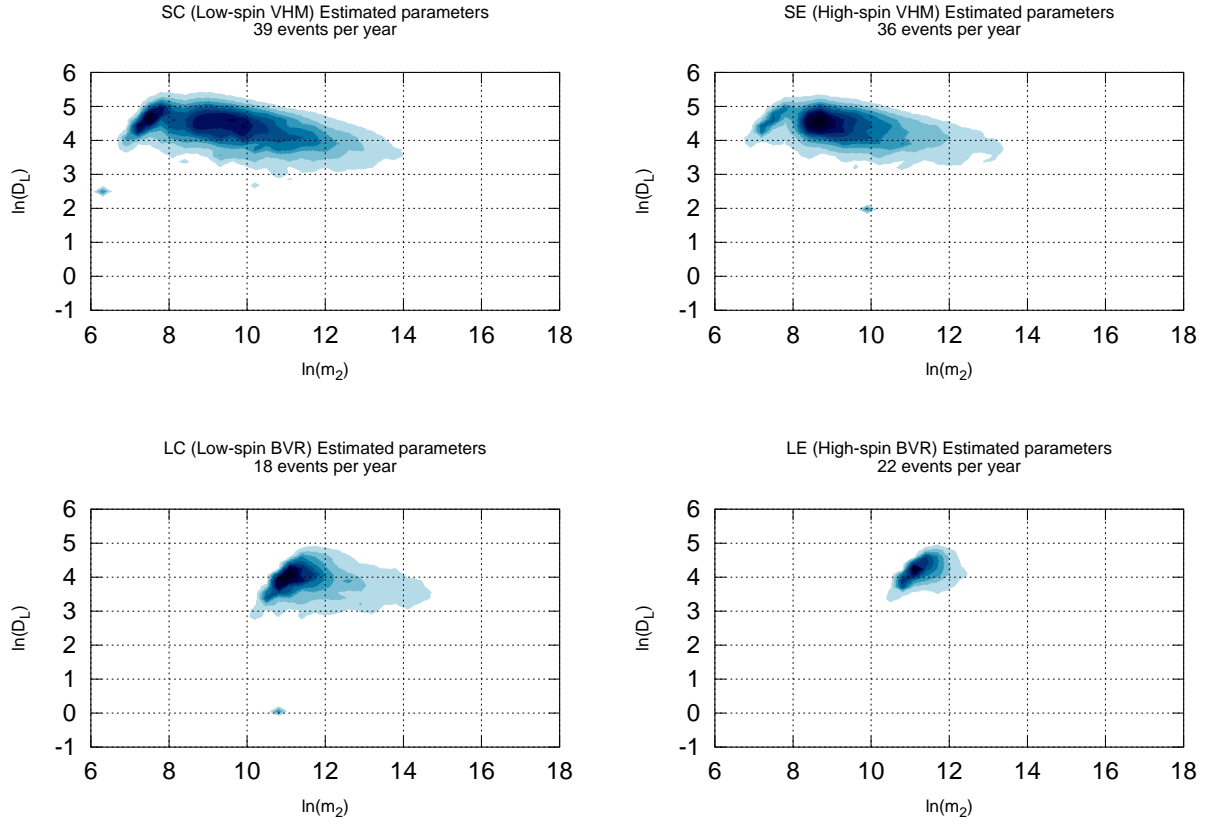 SC (Low-spin VHM) Estimated parameters
39 events per year
6
5
4
3
2
1
0
-1
ln(D_L)
6 8 10 12 14 16 18
ln(m_2)
SE (High-spin VHM) Estimated parameters
36 events per year
6
5
4
3
2
1
0
-1
ln(D_L)
6 8 10 12 14 16 18
ln(m_2)
LC (Low-spin BVR) Estimated parameters
18 events per year
6
5
4
3
2
1
0
-1
ln(D_L)
6 8 10 12 14 16 18
ln(m_2)
LE (High-spin BVR) Estimated parameters
22 events per year
6
5
4
3
2
1
0
-1
ln(D_L)
6 8 10 12 14 16 18
ln(m_2)